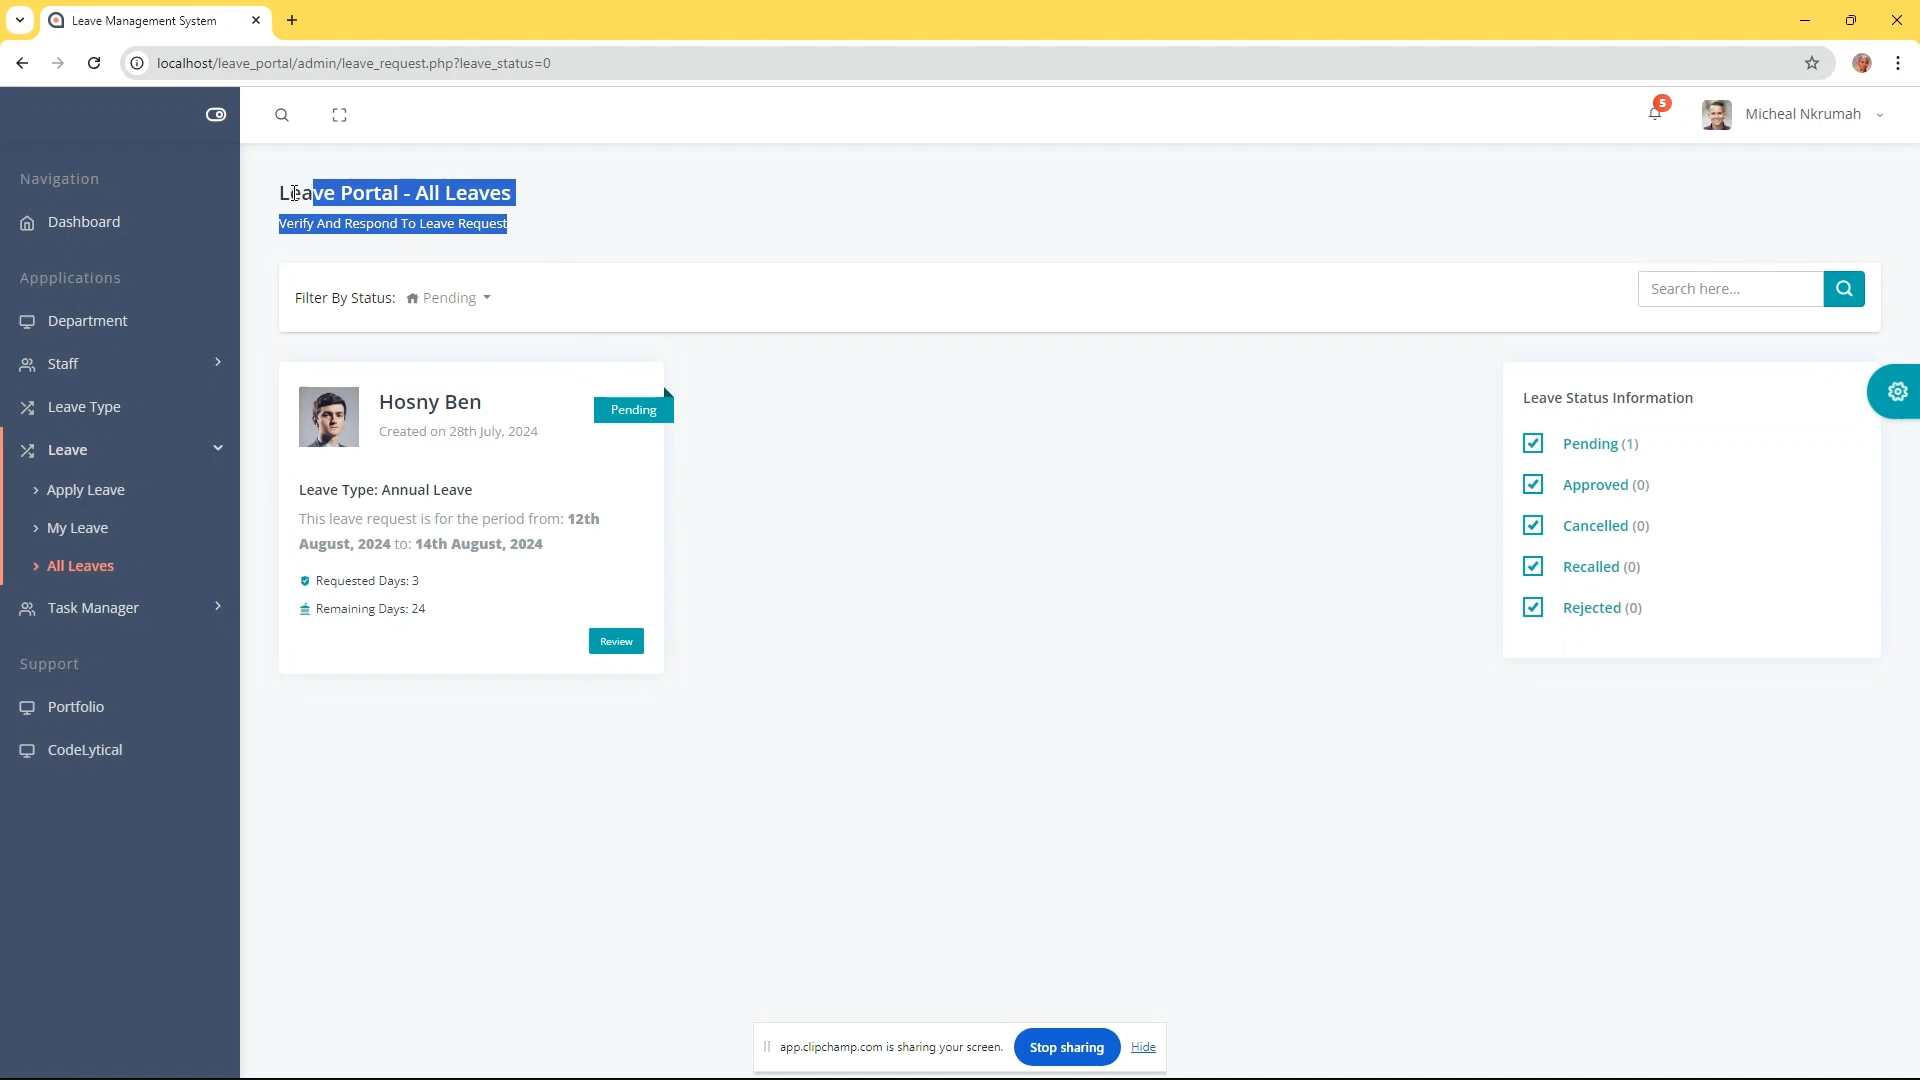 Leave Management System
localhost/leave_portal/admin/leave_request.php?leave_status=0
5
Micheal Nkrumah
Navigation
Dashboard
Appplications
Department
Staff
Leave Type
Leave
Apply Leave
My Leave
All Leaves
Task Manager
Support
Portfolio
CodeLytical
Leave Portal - All Leaves
Verify And Respond To Leave Request
Filter By Status: Pending
Search here...
Hosny Ben
Created on 28th July, 2024
Pending
Leave Type: Annual Leave
This leave request is for the period from: 12th
August, 2024 to: 14th August, 2024
Requested Days: 3
Remaining Days: 24
Review
Leave Status Information
Pending (1)
Approved (0)
Cancelled (0)
Recalled (0)
Rejected (0)
app.clipchamp.com is sharing your screen.
Stop sharing
Hide